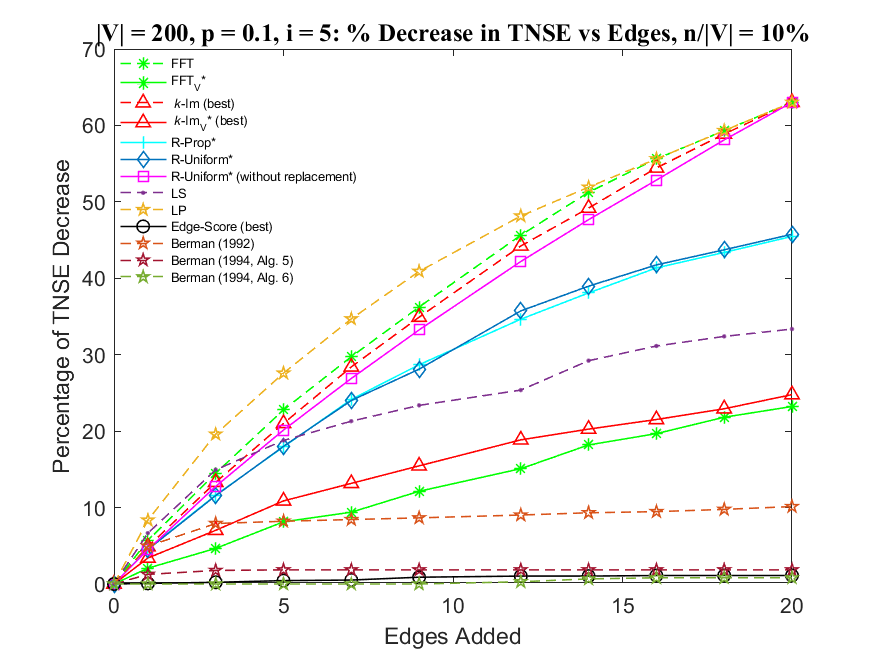 |V| = 200, p = 0.1, i = 5: % Decrease in TNSE vs Edges, n/|V| = 10%
70
60
50
40
30
20
10
0
Percentage of TNSE Decrease
FFT
FFT_V*
k-lm (best)
k-lm_V* (best)
R-Prop*
R-Uniform*
R-Uniform* (without replacement)
LS
LP
Edge-Score (best)
Berman (1992)
Berman (1994, Alg. 5)
Berman (1994, Alg. 6)
0 5 10 15 20
Edges Added